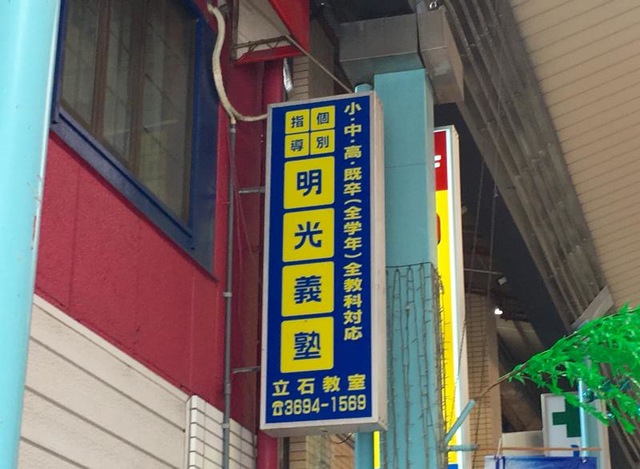 小・中・高・既卒(全学年)全教科対応
個別
指導
明光義塾
立石教室
☎3694-1569